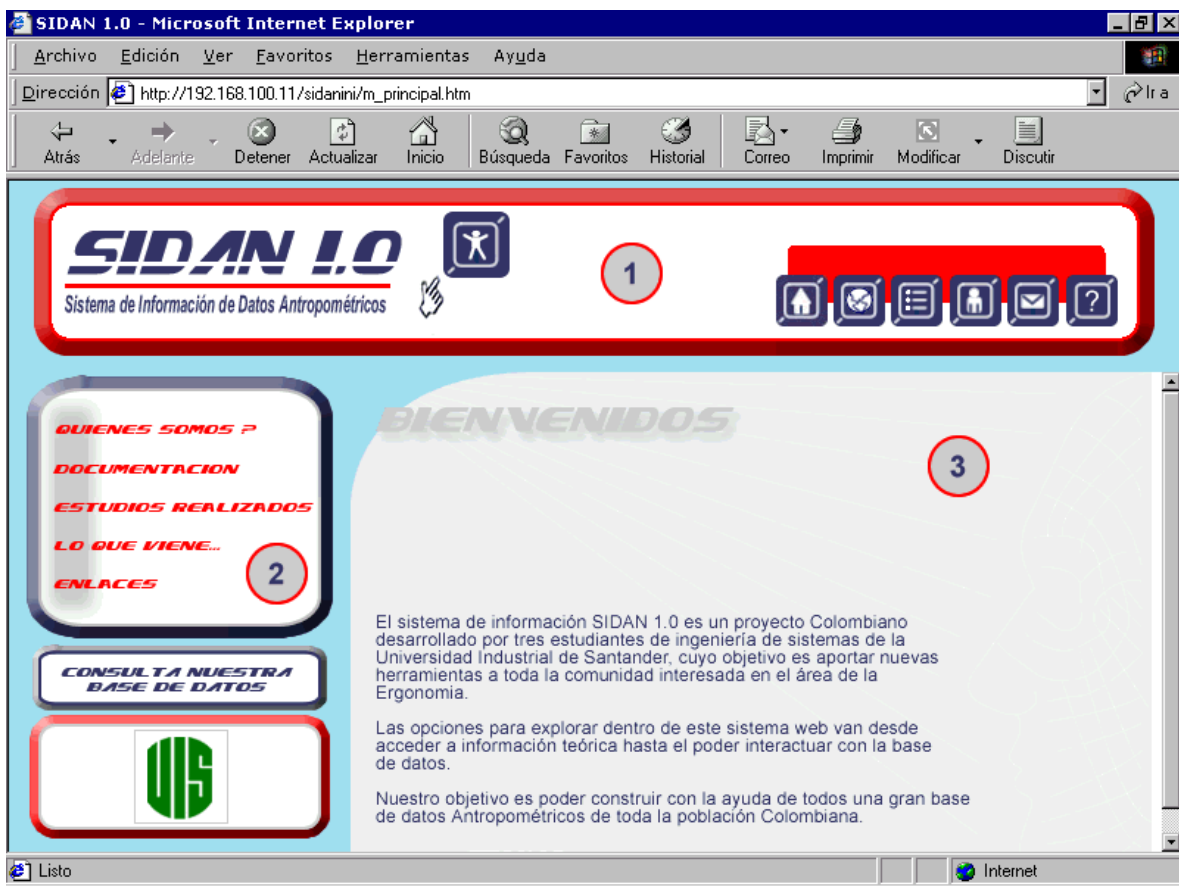 SIDAN 1.0 - Microsoft Internet Explorer
Archivo Edición Ver Favoritos Herramientas Ayuda
Dirección http://192.168.100.11/sidanini/m_principal.htm Ir a
Atrás Adelante Detener Actualizar Inicio Búsqueda Favoritos Historial Correo Imprimir Modificar Discutir
SIDAN 1.0
Sistema de Información de Datos Antropométricos
1
?
QUIENES SOMOS ?
DOCUMENTACION
ESTUDIOS REALIZADOS
LO QUE VIENE...
ENLACES
2
CONSULTA NUESTRA
BASE DE DATOS
UIS
BIENVENIDOS
3
El sistema de información SIDAN 1.0 es un proyecto Colombiano
desarrollado por tres estudiantes de ingeniería de sistemas de la
Universidad Industrial de Santander, cuyo objetivo es aportar nuevas
herramientas a toda la comunidad interesada en el área de la
Ergonomia.
Las opciones para explorar dentro de este sistema web van desde
acceder a información teórica hasta el poder interactuar con la base
de datos.
Nuestro objetivo es poder construir con la ayuda de todos una gran base
de datos Antropométricos de toda la población Colombiana.
Listo Internet